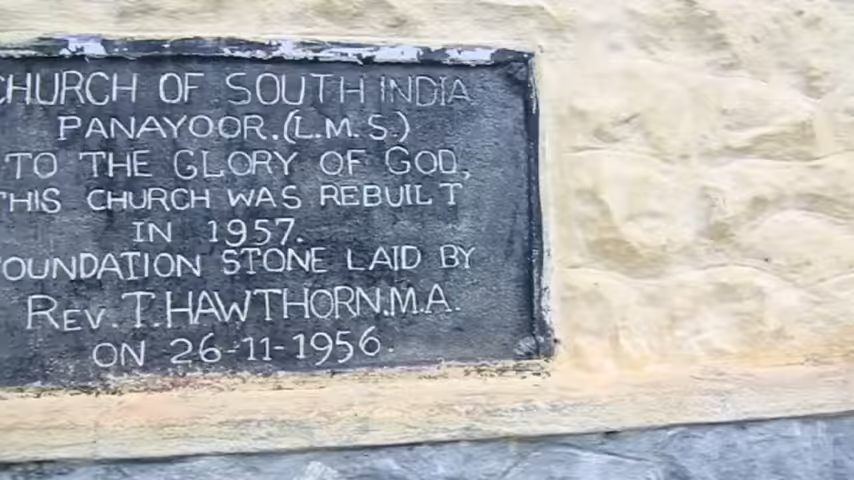 CHURCH OF SOUTH INDIA
PANAYOOR.(L.M.S.)
TO THE GLORY OF GOD,
THIS CHURCH WAS REBUILT
IN 1957.
FOUNDATION STONE LAID BY
REV. T. HAWTHORN.M.A.
ON 26-11-1956.